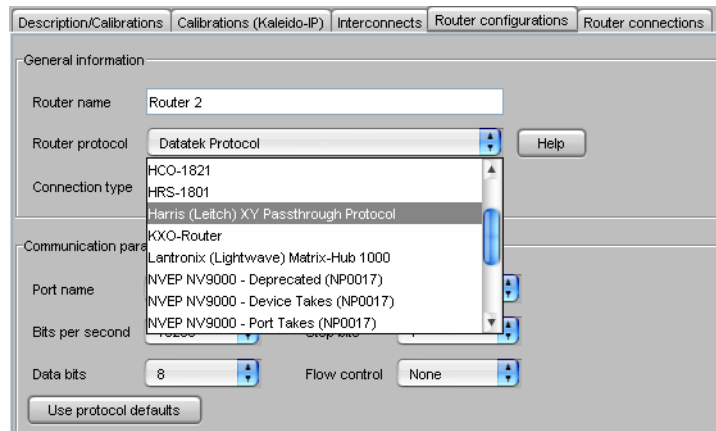 Description/Calibrations Calibrations (Kaleido-IP) Interconnects Router configurations Router connections
General information
Router name Router 2
Router protocol Datatek Protocol Help
HCO-1821
HRS-1801
Connection type
Harris (Leitch) XY Passthrough Protocol
KXO-Router
Communication para
Lantronix (Lightwave) Matrix-Hub 1000
NVEP NV9000 - Deprecated (NP0017)
Port name
NVEP NV9000 - Device Takes (NP0017)
NVEP NV9000 - Port Takes (NP0017)
Bits per second
Data bits 8 Flow control None
Use protocol defaults